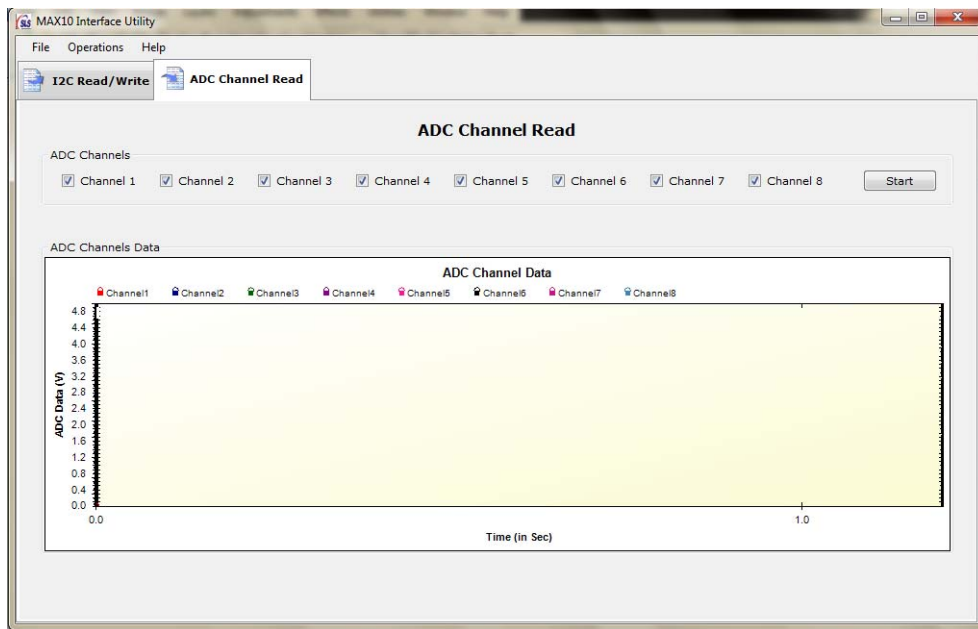 SLS MAX10 Interface Utility
File Operations Help
I2C Read/Write ADC Channel Read
ADC Channel Read
ADC Channels
Channel 1 Channel 2 Channel 3 Channel 4 Channel 5 Channel 6 Channel 7 Channel 8 Start
ADC Channels Data
ADC Channel Data
Channel1 Channel2 Channel3 Channel4 Channel5 Channel6 Channel7 Channel8
4.8
4.4
4.0
3.6
3.2
2.8
2.4
2.0
1.6
1.2
0.8
0.4
0.0
ADC Data (V)
0.0 1.0
Time (in Sec)